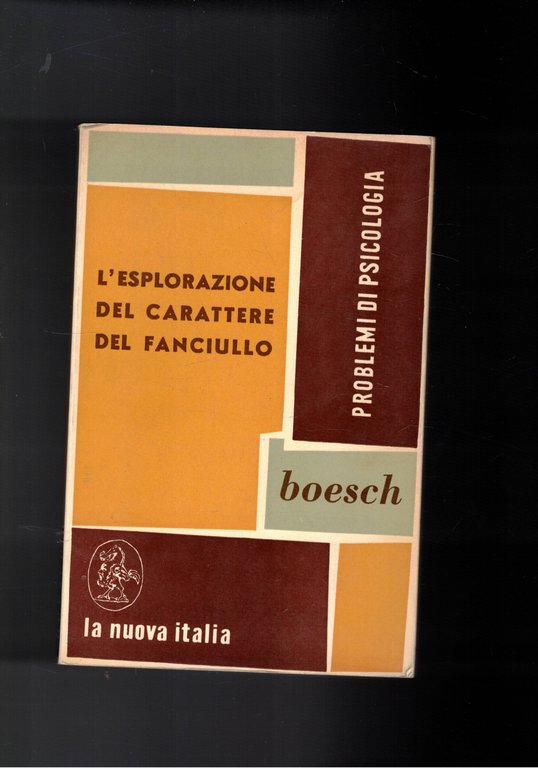 L'ESPLORAZIONE
DEL CARATTERE
DEL FANCIULLO
PROBLEMI DI PSICOLOGIA
boesch
la nuova italia